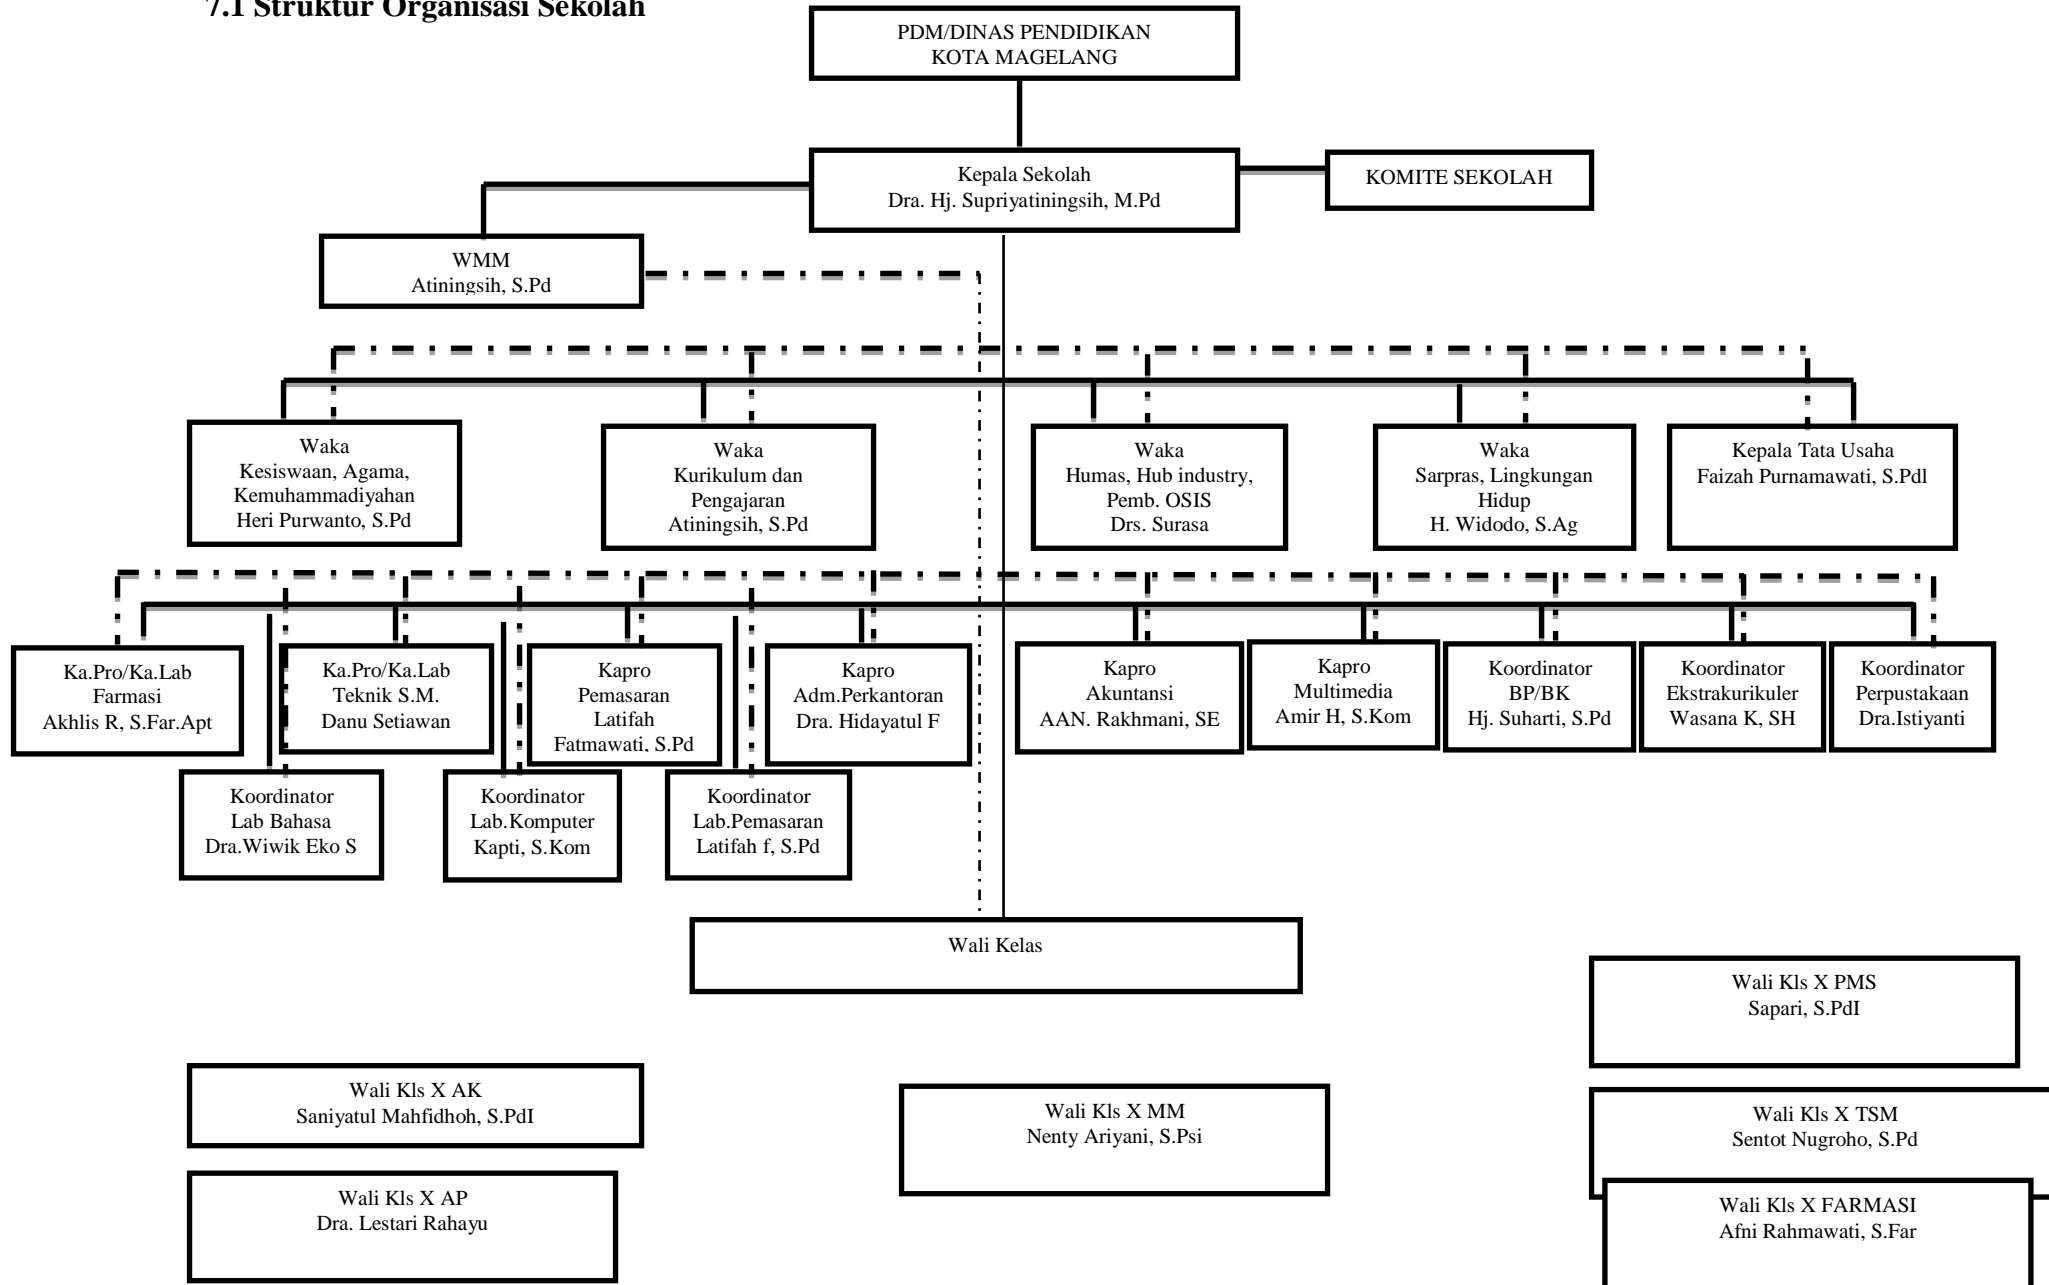 7.1 Struktur Organisasi Sekolah
PDM/DINAS PENDIDIKAN
KOTA MAGELANG
Kepala Sekolah
Dra. Hj. Supriyatiningsih, M.Pd
KOMITE SEKOLAH
WMM
Atiningsih, S.Pd
Waka
Kesiswaan, Agama,
Kemuhammadiyahan
Heri Purwanto, S.Pd
Waka
Kurikulum dan
Pengajaran
Atiningsih, S.Pd
Waka
Humas, Hub industry,
Pemb. OSIS
Drs. Surasa
Waka
Sarpras, Lingkungan
Hidup
H. Widodo, S.Ag
Kepala Tata Usaha
Faizah Purnamawati, S.Pdl
Ka.Pro/Ka.Lab
Farmasi
Akhlis R, S.Far.Apt
Ka.Pro/Ka.Lab
Teknik S.M.
Danu Setiawan
Kapro
Pemasaran
Latifah
Fatmawati, S.Pd
Kapro
Adm.Perkantoran
Dra. Hidayatul F
Kapro
Akuntansi
AAN. Rakhmani, SE
Kapro
Multimedia
Amir H, S.Kom
Koordinator
BP/BK
Hj. Suharti, S.Pd
Koordinator
Ekstrakurikuler
Wasana K, SH
Koordinator
Perpustakaan
Dra.Istiyanti
Koordinator
Lab Bahasa
Dra.Wiwik Eko S
Koordinator
Lab.Komputer
Kapti, S.Kom
Koordinator
Lab.Pemasaran
Latifah f, S.Pd
Wali Kelas
Wali Kls X PMS
Sapari, S.PdI
Wali Kls X AK
Saniyatul Mahfidhoh, S.PdI
Wali Kls X MM
Nenty Ariyani, S.Psi
Wali Kls X TSM
Sentot Nugroho, S.Pd
Wali Kls X AP
Dra. Lestari Rahayu
Wali Kls X FARMASI
Afni Rahmawati, S.Far